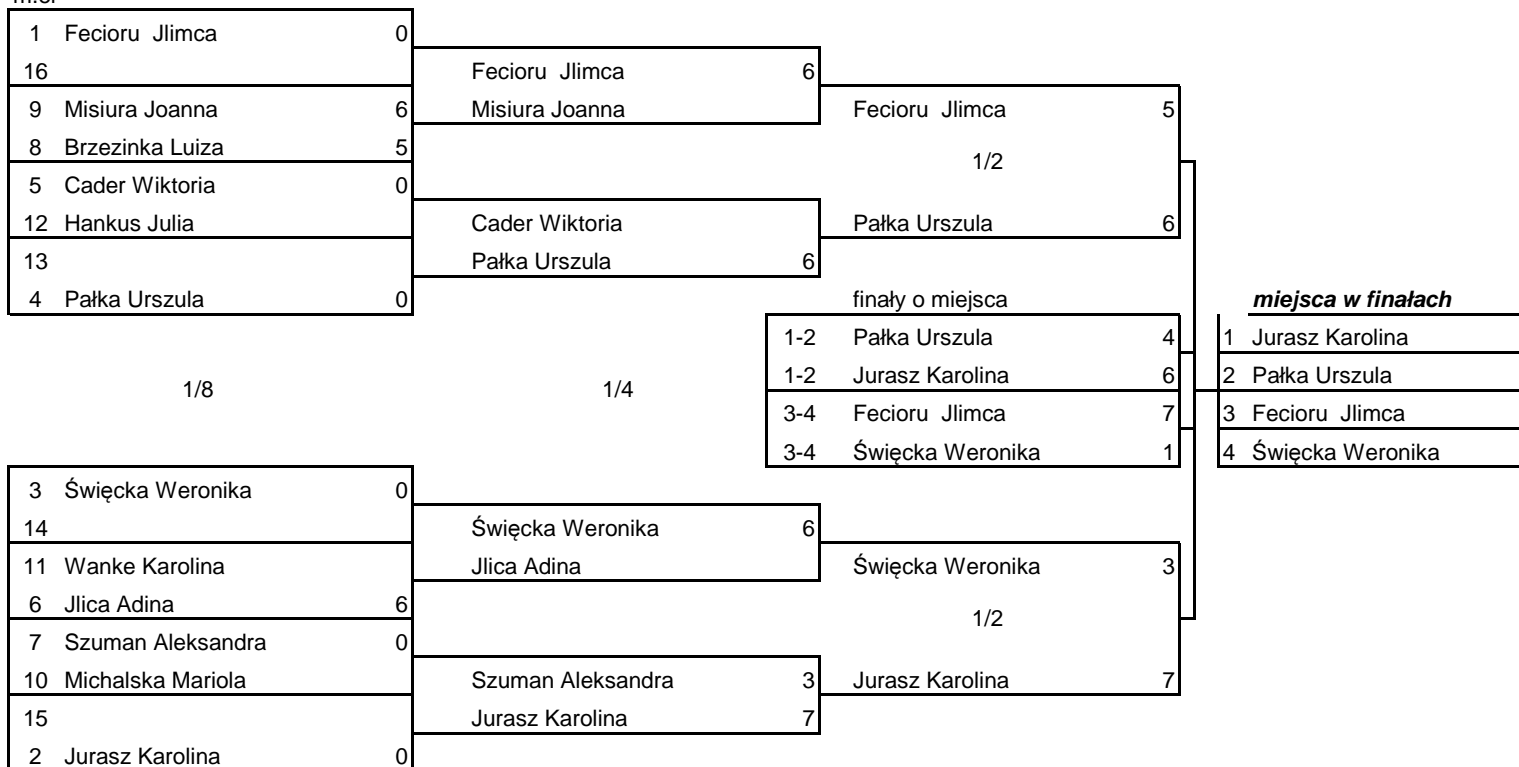 1 Fecioru Jlimca 0
16
Fecioru Jlimca 6
9 Misiura Joanna 6
Misiura Joanna
Fecioru Jlimca 5
8 Brzezinka Luiza 5
1/2
5 Cader Wiktoria 0
12 Hankus Julia
Cader Wiktoria
Pałka Urszula 6
13
Pałka Urszula 6
4 Pałka Urszula 0
finały o miejsca
miejsca w finałach
1-2 Pałka Urszula 4
1 Jurasz Karolina
1/8
1/4
1-2 Jurasz Karolina 6
2 Pałka Urszula
3-4 Fecioru Jlimca 7
3 Fecioru Jlimca
3-4 Święcka Weronika 1
4 Święcka Weronika
3 Święcka Weronika 0
14
Święcka Weronika 6
11 Wanke Karolina
Jlica Adina
Święcka Weronika 3
6 Jlica Adina 6
1/2
7 Szuman Aleksandra 0
10 Michalska Mariola
Szuman Aleksandra 3
Jurasz Karolina 7
15
Jurasz Karolina 7
2 Jurasz Karolina 0